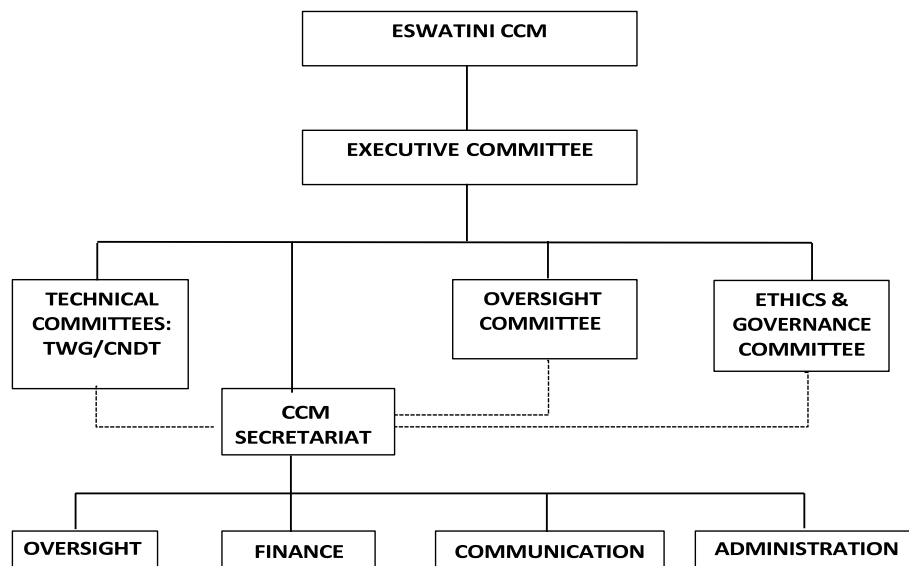 ESWATINI CCM
EXECUTIVE COMMITTEE
TECHNICAL
COMMITTEES:
TWG/CNDT
OVERSIGHT
COMMITTEE
ETHICS &
GOVERNANCE
COMMITTEE
CCM
SECRETARIAT
OVERSIGHT
FINANCE
COMMUNICATION
ADMINISTRATION